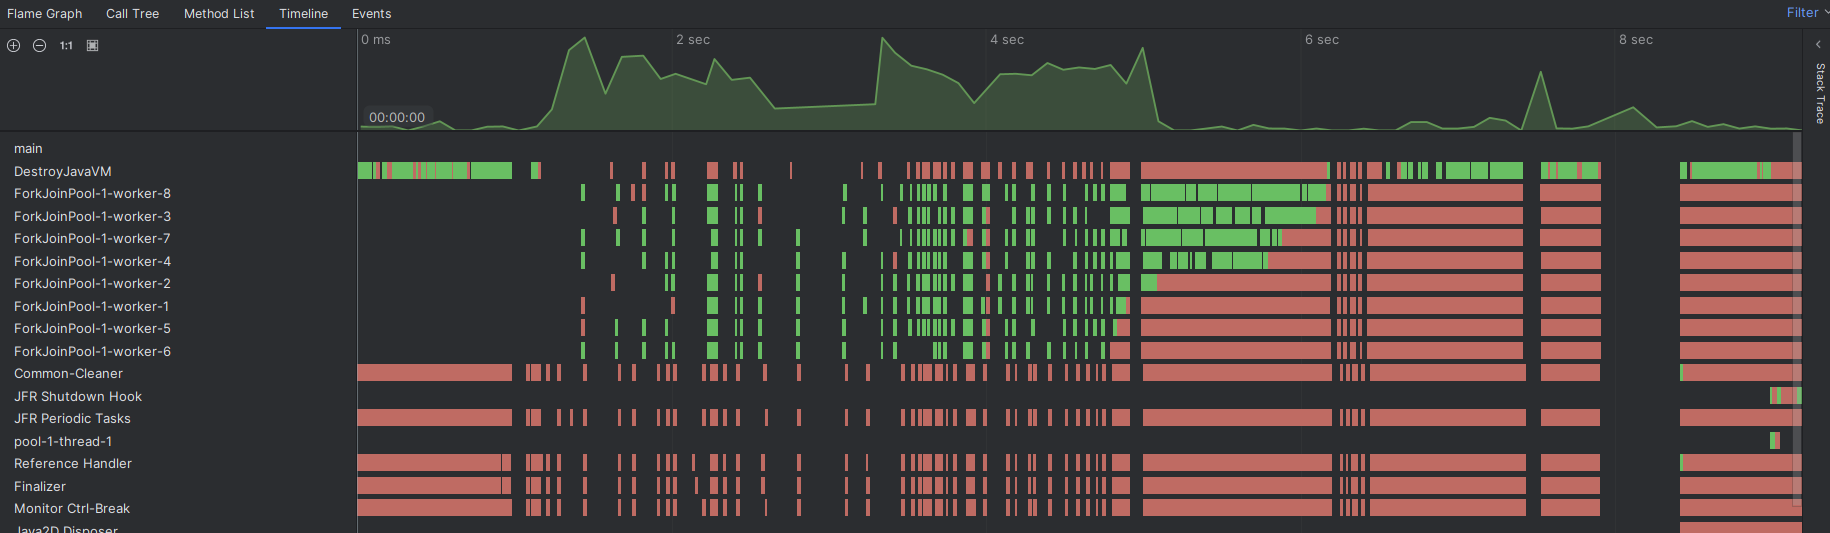 Flame Graph Call Tree Method List Timeline Events Filter
1:1 0 ms 2 sec 4 sec 6 sec 8 sec
Stack Trace
00:00:00
main
DestroyJavaVM
ForkJoinPool-1-worker-8
ForkJoinPool-1-worker-3
ForkJoinPool-1-worker-7
ForkJoinPool-1-worker-4
ForkJoinPool-1-worker-2
ForkJoinPool-1-worker-1
ForkJoinPool-1-worker-5
ForkJoinPool-1-worker-6
Common-Cleaner
JFR Shutdown Hook
JFR Periodic Tasks
pool-1-thread-1
Reference Handler
Finalizer
Monitor Ctrl-Break
Java2D Disposer